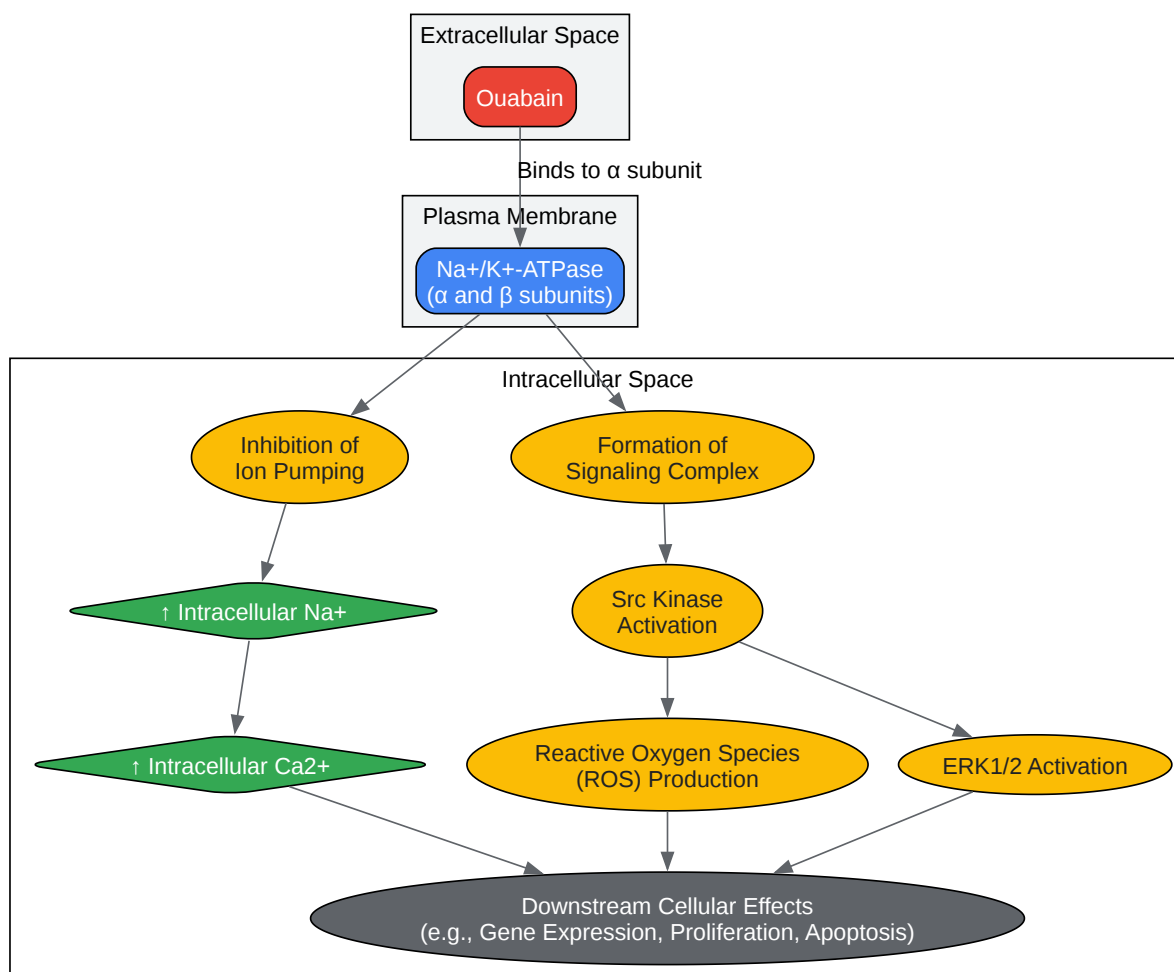 Extracellular Space
Ouabain
Binds to α subunit
Plasma Membrane
Na+/K+-ATPase
(α and β subunits)
Intracellular Space
Inhibition of
Ion Pumping
Formation of
Signaling Complex
↑ Intracellular Na+
Src Kinase
Activation
↑ Intracellular Ca2+
Reactive Oxygen Species
(ROS) Production
ERK1/2 Activation
Downstream Cellular Effects
(e.g., Gene Expression, Proliferation, Apoptosis)